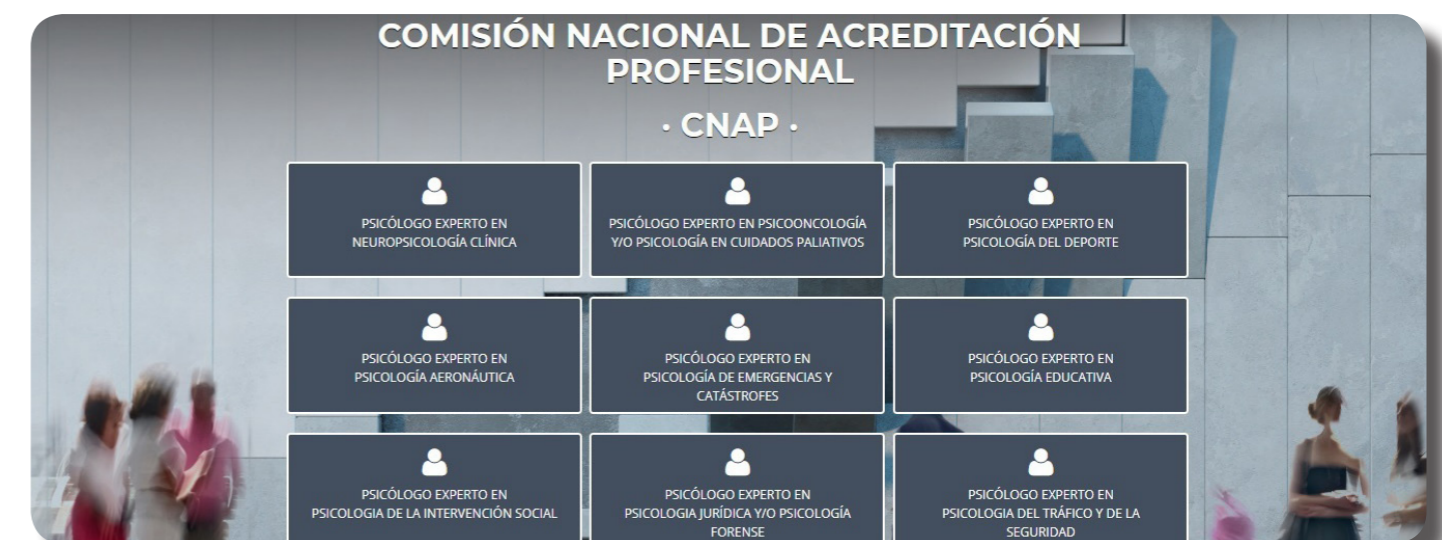 COMISIÓN NACIONAL DE ACREDITACIÓN
PROFESIONAL
· CNAP ·
PSICÓLOGO EXPERTO EN
NEUROPSICOLOGÍA CLÍNICA
PSICÓLOGO EXPERTO EN PSICOONCOLOGÍA
Y/O PSICOLOGÍA EN CUIDADOS PALIATIVOS
PSICÓLOGO EXPERTO EN
PSICOLOGÍA DEL DEPORTE
PSICÓLOGO EXPERTO EN
PSICOLOGÍA AERONÁUTICA
PSICÓLOGO EXPERTO EN
PSICOLOGÍA DE EMERGENCIAS Y
CATÁSTROFES
PSICÓLOGO EXPERTO EN
PSICOLOGÍA EDUCATIVA
PSICÓLOGO EXPERTO EN
PSICOLOGIA DE LA INTERVENCIÓN SOCIAL
PSICÓLOGO EXPERTO EN
PSICOLOGIA JURÍDICA Y/O PSICOLOGÍA
FORENSE
PSICÓLOGO EXPERTO EN
PSICOLOGIA DEL TRÁFICO Y DE LA
SEGURIDAD